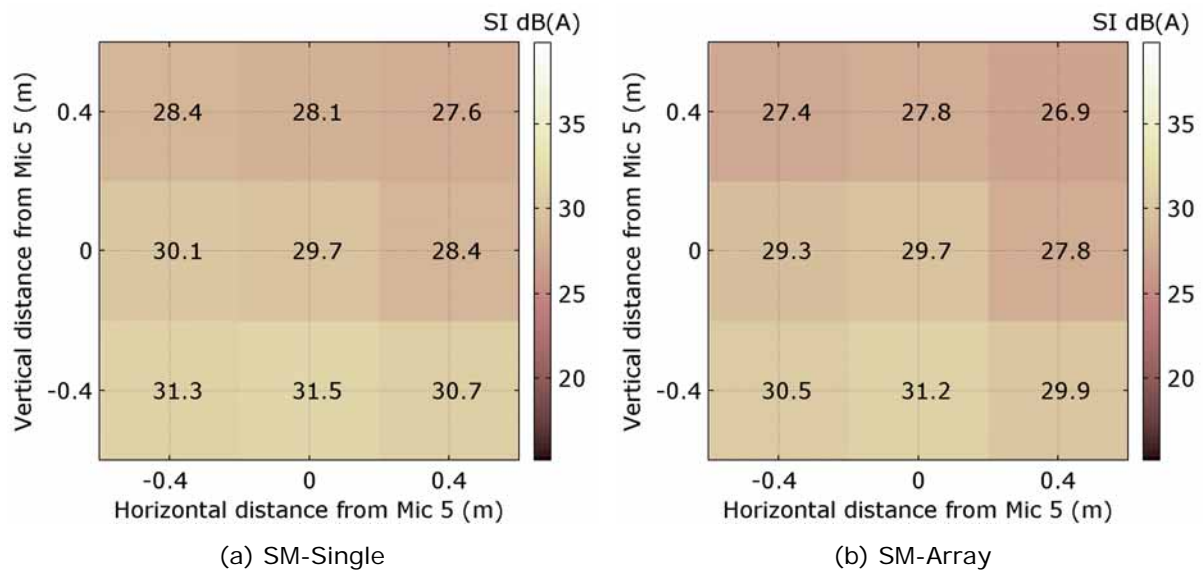 SI dB(A)
Vertical distance from Mic 5 (m)
0.4
0
-0.4
28.4 28.1 27.6
30.1 29.7 28.4
31.3 31.5 30.7
35
30
25
20
-0.4 0 0.4
Horizontal distance from Mic 5 (m)
(a) SM-Single
SI dB(A)
Vertical distance from Mic 5 (m)
0.4
0
-0.4
27.4 27.8 26.9
29.3 29.7 27.8
30.5 31.2 29.9
35
30
25
20
-0.4 0 0.4
Horizontal distance from Mic 5 (m)
(b) SM-Array